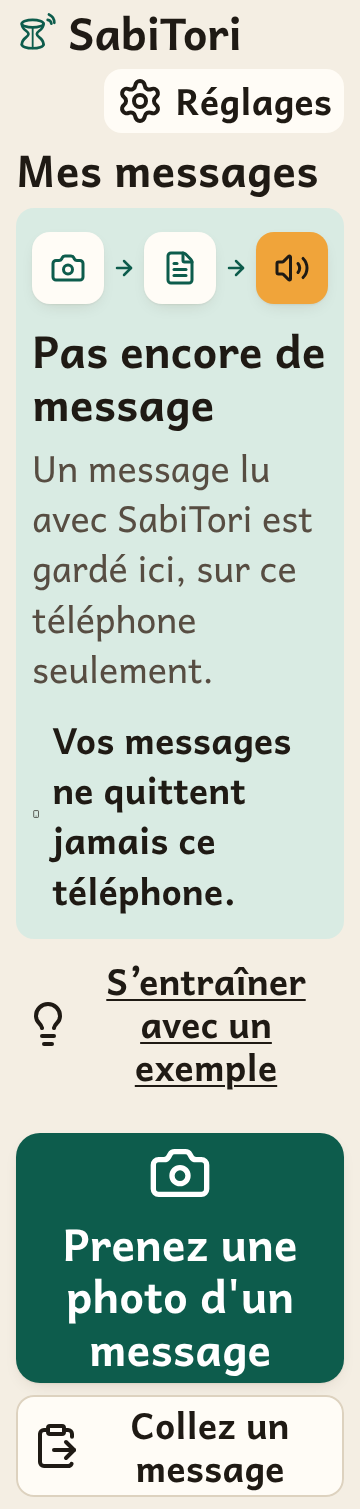 SabiTori
Réglages
Mes messages
Pas encore de
message
Un message lu
avec SabiTori est
gardé ici, sur ce
téléphone
seulement.
Vos messages
ne quittent
jamais ce
téléphone.
S’entraîner
avec un
exemple
Prenez une
photo d'un
message
Collez un
message